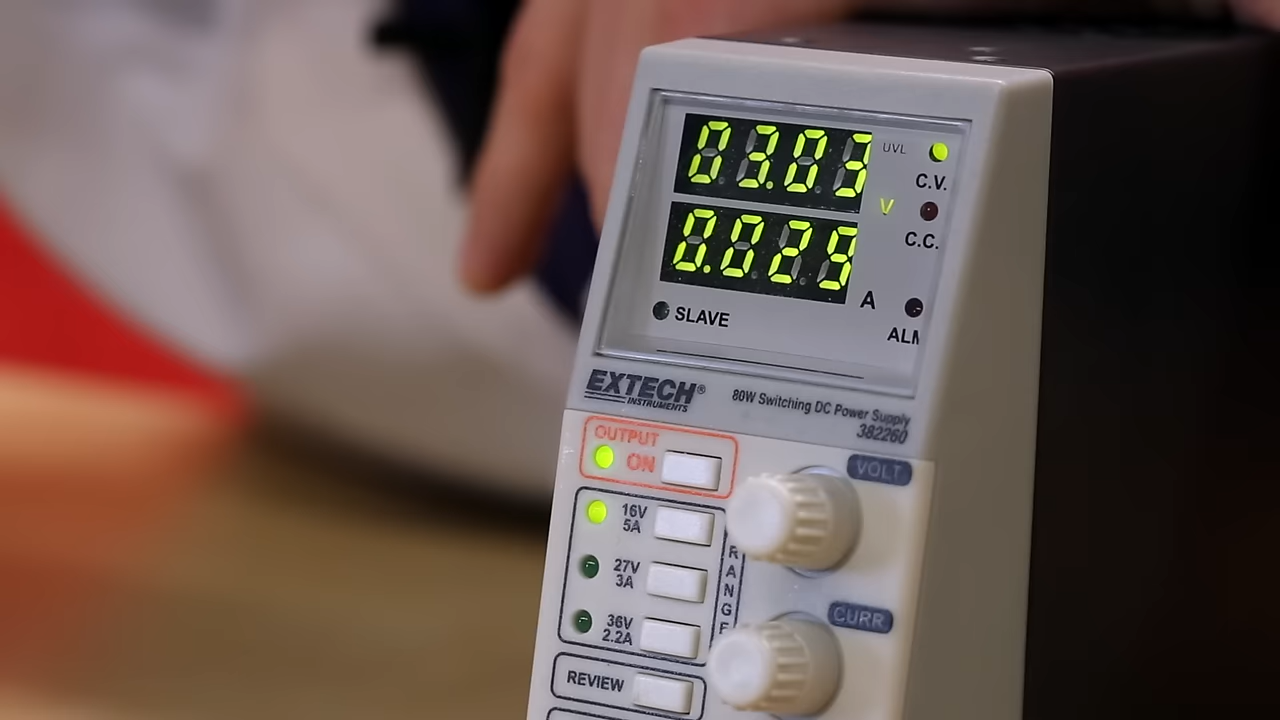 03.03
UVL
C.V.
V
C.C.
0.029
A
SLAVE
ALM
EXTECH®
INSTRUMENTS
80W Switching DC Power Supply
382260
OUTPUT
ON
VOLT
16V
5A
27V
3A
RANGE
36V
2.2A
CURR
REVIEW